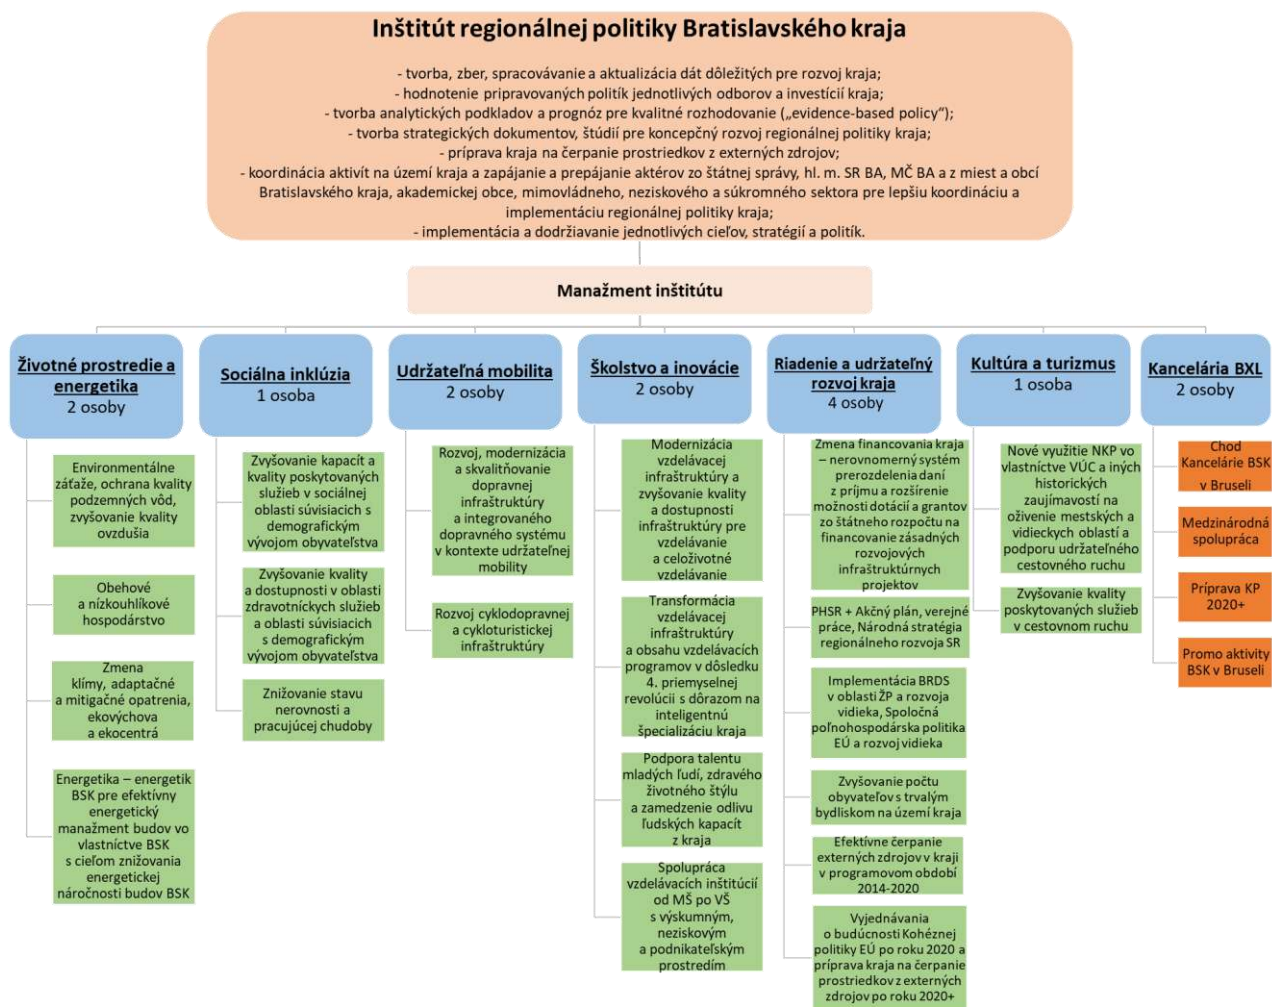 Inštitút regionálnej politiky Bratislavského kraja
- tvorba, zber, spracovávanie a aktualizácia dát dôležitých pre rozvoj kraja;
- hodnotenie pripravovaných politík jednotlivých odborov a investícií kraja;
- tvorba analytických podkladov a prognóz pre kvalitné rozhodovanie („evidence-based policy“);
- tvorba strategických dokumentov, štúdií pre koncepčný rozvoj regionálnej politiky kraja;
- príprava kraja na čerpanie prostriedkov z externých zdrojov;
- koordinácia aktivít na území kraja a zapájanie a prepájanie aktérov zo štátnej správy, hl. m. SR BA, MČ BA a z miest a obcí
Bratislavského kraja, akademickej obce, mimovládneho, neziskového a súkromného sektora pre lepšiu koordináciu a
implementáciu regionálnej politiky kraja;
- implementácia a dodržiavanie jednotlivých cieľov, stratégií a politík.
Manažment inštitútu
Životné prostredie a
energetika
2 osoby
Environmentálne
záťaže, ochrana kvality
podzemných vôd,
zvyšovanie kvality
ovzdušia
Obehové
a nízkouhlíkové
hospodárstvo
Zmena
klímy, adaptačné
a mitigačné opatrenia,
ekovýchova
a ekocentrá
Energetika – energetik
BSK pre efektívny
energetický
manažment budov vo
vlastníctve BSK
s cieľom znižovania
energetickej
náročnosti budov BSK
Sociálna inklúzia
1 osoba
Zvyšovanie kapacít a
kvality poskytovaných
služieb v sociálnej
oblasti súvisiacich s
demografickým
vývojom obyvateľstva
Zvyšovanie kvality
a dostupnosti v oblasti
zdravotníckych služieb
a oblasti súvisiacich
s demografickým
vývojom obyvateľstva
Znižovanie stavu
nerovnosti a
pracujúcej chudoby
Udržateľná mobilita
2 osoby
Rozvoj, modernizácia
a skvalitňovanie
dopravnej
infraštruktúry
a integrovaného
dopravného systému
v kontexte udržateľnej
mobility
Rozvoj cyklodopravnej
a cykloturistickej
infraštruktúry
Školstvo a inovácie
2 osoby
Modernizácia
vzdelávacej
infraštruktúry a
zvyšovanie kvality
a dostupnosti
infraštruktúry pre
vzdelávanie
a celoživotné
vzdelávanie
Transformácia
vzdelávacej
infraštruktúry
a obsahu vzdelávacích
programov v dôsledku
4. priemyselnej
revolúcii s dôrazom na
inteligentnú
špecializáciu kraja
Podpora talentu
mladých ľudí, zdravého
životného štýlu
a zamedzenie odlivu
ľudských kapacít
z kraja
Spolupráca
vzdelávacích inštitúcií
od MŠ po VŠ
s výskumným,
neziskovým
a podnikateľským
prostredím
Riadenie a udržateľný
rozvoj kraja
4 osoby
Zmena financovania kraja
– nerovnomerný systém
prerozdelenia daní
z príjmu a rozšírenie
možnosti dotácií a grantov
zo štátneho rozpočtu na
financovanie zásadných
rozvojových
infraštruktúrnych
projektov
PHSR + Akčný plán, verejné
práce, Národná stratégia
regionálneho rozvoja SR
Implementácia BRDS
v oblasti ŽP a rozvoja
vidieka, Spoločná
poľnohospodárska politika
EÚ a rozvoj vidieka
Zvyšovanie počtu
obyvateľov s trvalým
bydliskom na území kraja
Efektívne čerpanie
externých zdrojov v kraji
v programovom období
2014-2020
Vyjednávania
o budúcnosti Kohéznej
politiky EÚ po roku 2020 a
príprava kraja na čerpanie
prostriedkov z externých
zdrojov po roku 2020+
Kultúra a turizmus
1 osoba
Nové využitie NKP vo
vlastníctve VÚC a iných
historických
zaujímavostí na
oživenie mestských a
vidieckych oblastí a
podporu udržateľného
cestovného ruchu
Zvyšovanie kvality
poskytovaných služieb
v cestovnom ruchu
Kancelária BXL
2 osoby
Chod
Kancelárie BSK
v Bruseli
Medzinárodná
spolupráca
Príprava KP
2020+
Promo aktivity
BSK v Bruseli